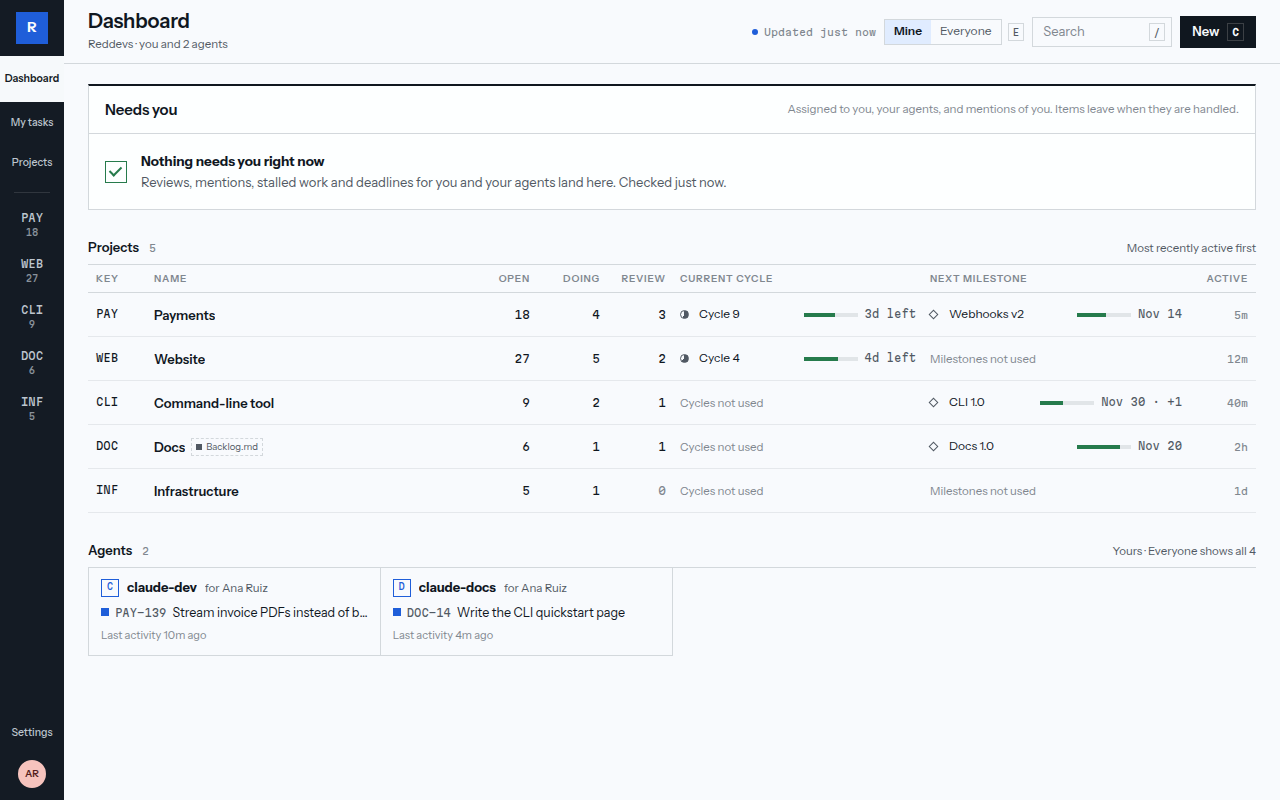 R
Dashboard
Reddevs · you and 2 agents
Updated just now
Mine
Everyone
E
Search
/
New
C
Dashboard
My tasks
Projects
PAY
18
WEB
27
CLI
9
DOC
6
INF
5
Settings
AR
Needs you
Assigned to you, your agents, and mentions of you. Items leave when they are handled.
Nothing needs you right now
Reviews, mentions, stalled work and deadlines for you and your agents land here. Checked just now.
Projects 5
Most recently active first
KEY NAME OPEN DOING REVIEW CURRENT CYCLE NEXT MILESTONE ACTIVE
PAY Payments 18 4 3 Cycle 9 3d left Webhooks v2 Nov 14 5m
WEB Website 27 5 2 Cycle 4 4d left Milestones not used 12m
CLI Command-line tool 9 2 1 Cycles not used CLI 1.0 Nov 30 · +1 40m
DOC Docs Backlog.md 6 1 1 Cycles not used Docs 1.0 Nov 20 2h
INF Infrastructure 5 1 0 Cycles not used Milestones not used 1d
Agents 2
Yours · Everyone shows all 4
C claude-dev for Ana Ruiz
PAY-139 Stream invoice PDFs instead of b…
Last activity 10m ago
D claude-docs for Ana Ruiz
DOC-14 Write the CLI quickstart page
Last activity 4m ago